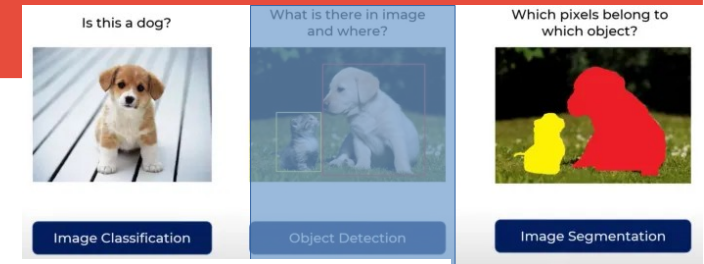 Is this a dog?
Image Classification
What is there in image
and where?
Object Detection
Which pixels belong to
which object?
Image Segmentation